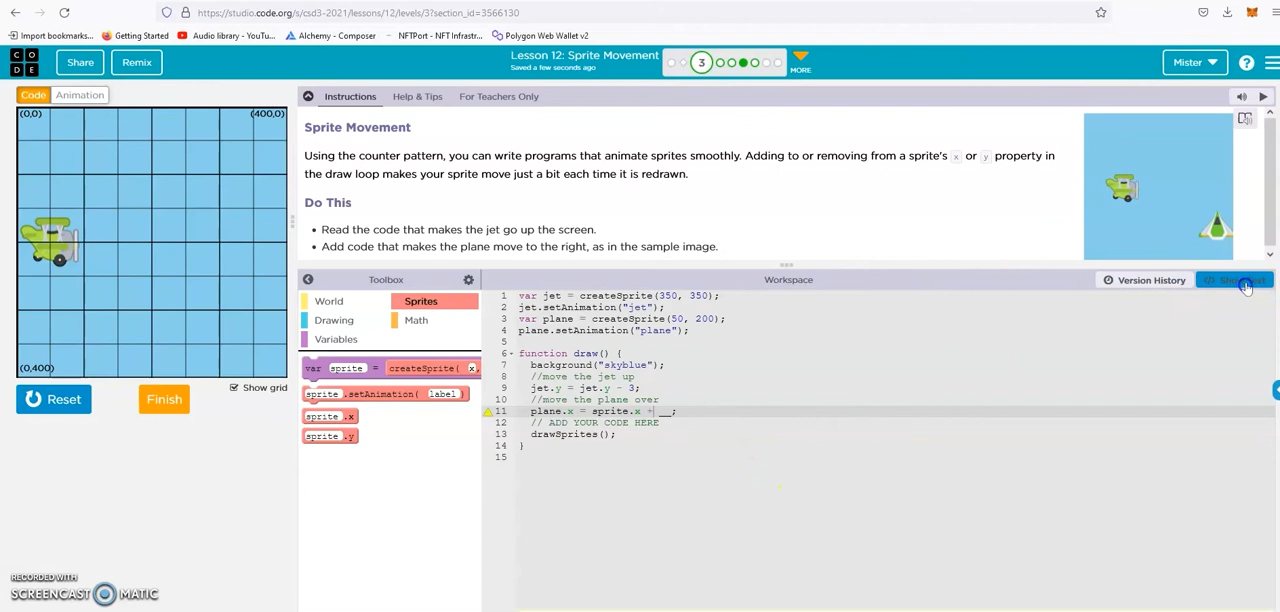 https://studio.code.org/s/csd3-2021/lessons/12/levels/3?section_id=3566130
Import bookmarks... Getting Started Audio library - YouTu... Alchemy - Composer NFTPort - NFT Infrastr... Polygon Web Wallet v2
C O D E Share Remix Lesson 12: Sprite Movement Saved a few seconds ago 3 MORE Mister ?
Code Animation
Instructions Help & Tips For Teachers Only
(0,0) (400,0)
(0,400)
Show grid
Reset Finish
Sprite Movement
Using the counter pattern, you can write programs that animate sprites smoothly. Adding to or removing from a sprite's x or y property in
the draw loop makes your sprite move just a bit each time it is redrawn.
Do This
Read the code that makes the jet go up the screen.
Add code that makes the plane move to the right, as in the sample image.
Toolbox Workspace Version History
World Sprites
Drawing Math
Variables
var sprite = createSprite( x,
sprite .setAnimation( label )
sprite .x
sprite .y
1 var jet = createSprite(350, 350);
2 jet.setAnimation("jet");
3 var plane = createSprite(50, 200);
4 plane.setAnimation("plane");
5
6 function draw() {
7 background("skyblue");
8 //move the jet up
9 jet.y = jet.y - 3;
10 //move the plane over
11 plane.x = sprite.x + __;
12 // ADD YOUR CODE HERE
13 drawSprites();
14 }
15
RECORDED WITH
SCREENCAST MATIC